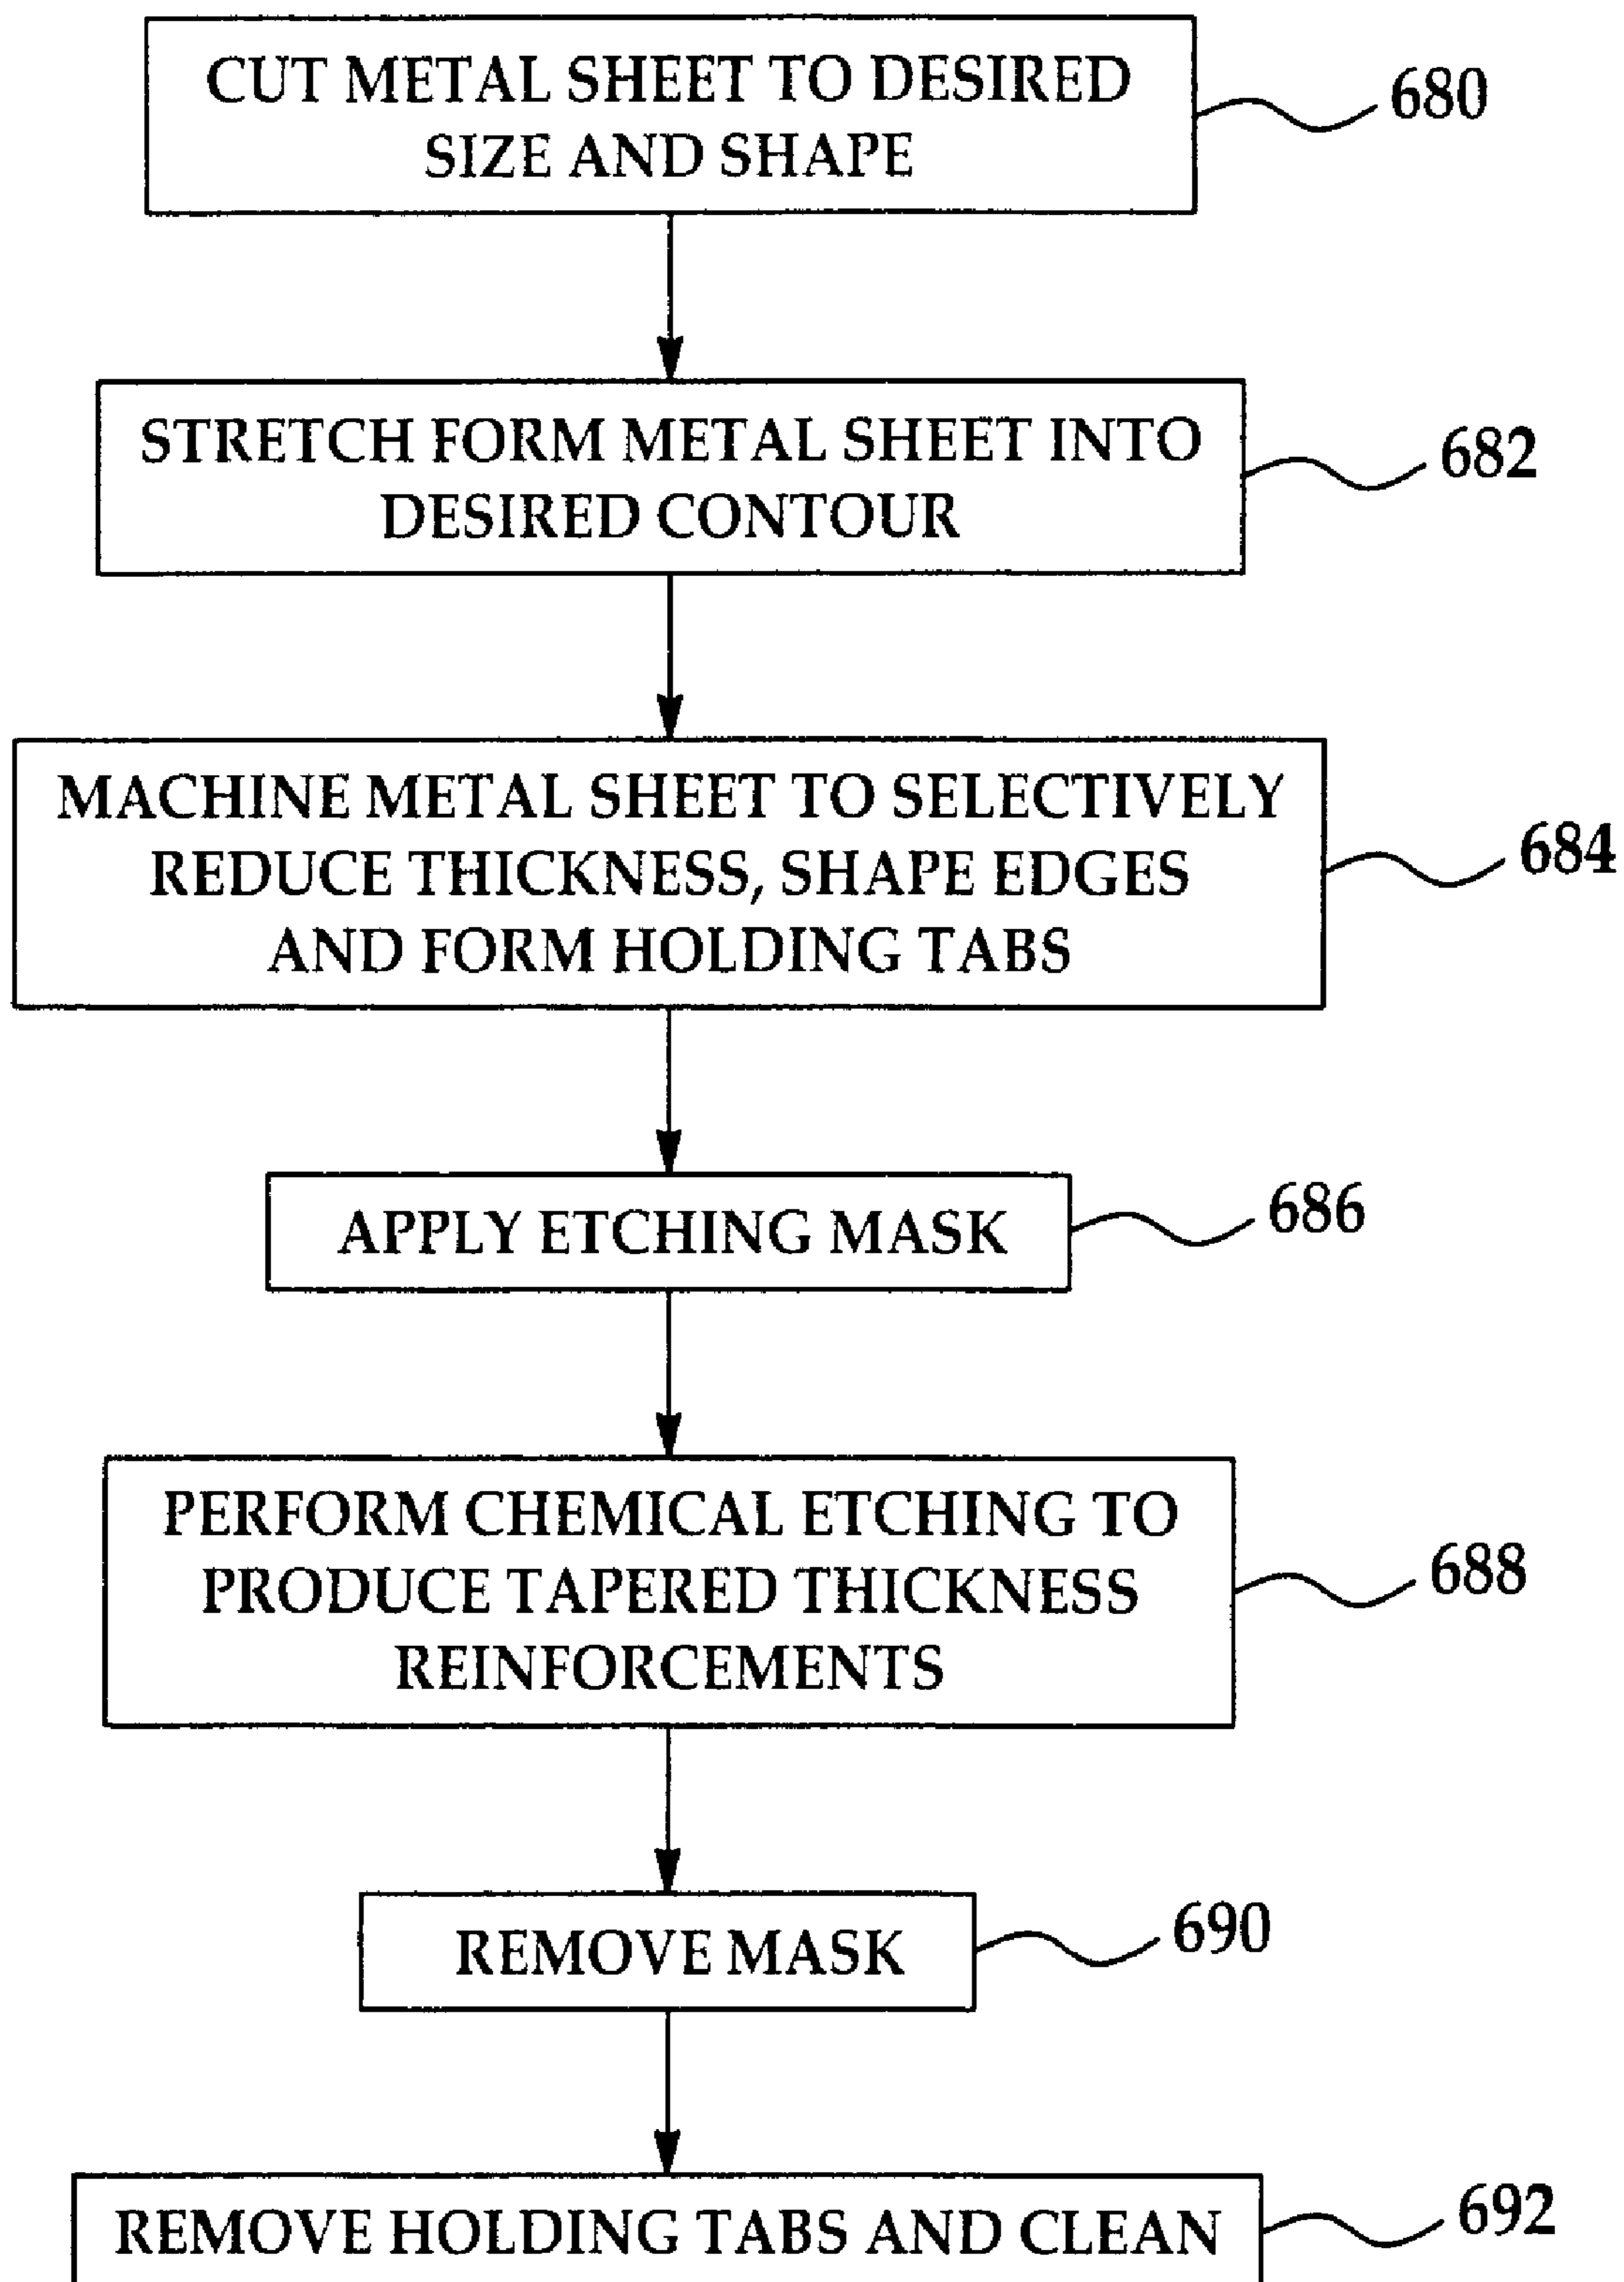 CUT METAL SHEET TO DESIRED
SIZE AND SHAPE
680
STRETCH FORM METAL SHEET INTO
DESIRED CONTOUR
682
MACHINE METAL SHEET TO SELECTIVELY
REDUCE THICKNESS, SHAPE EDGES
AND FORM HOLDING TABS
684
APPLY ETCHING MASK
686
PERFORM CHEMICAL ETCHING TO
PRODUCE TAPERED THICKNESS
REINFORCEMENTS
688
REMOVE MASK
690
REMOVE HOLDING TABS AND CLEAN
692